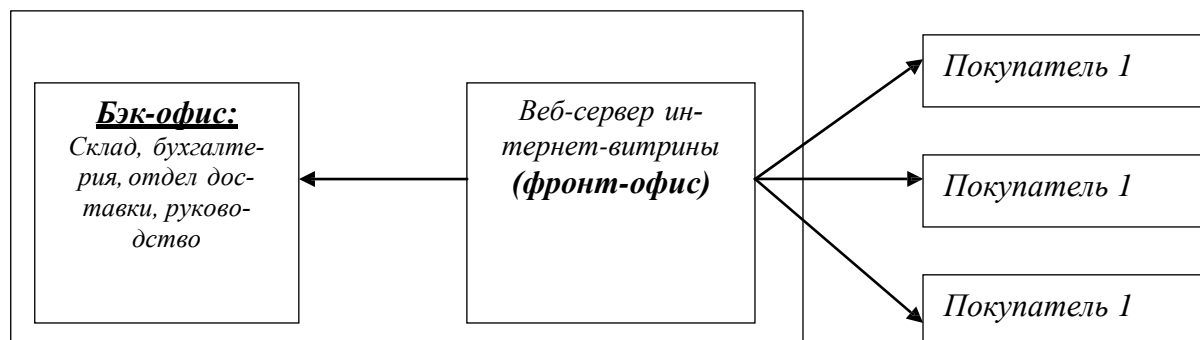 Бэк-офис:
Склад, бухгалте-
рия, отдел дос-
тавки, руково-
дство
Веб-сервер ин-
тернет-витрины
(фронт-офис)
Покупатель 1
Покупатель 1
Покупатель 1